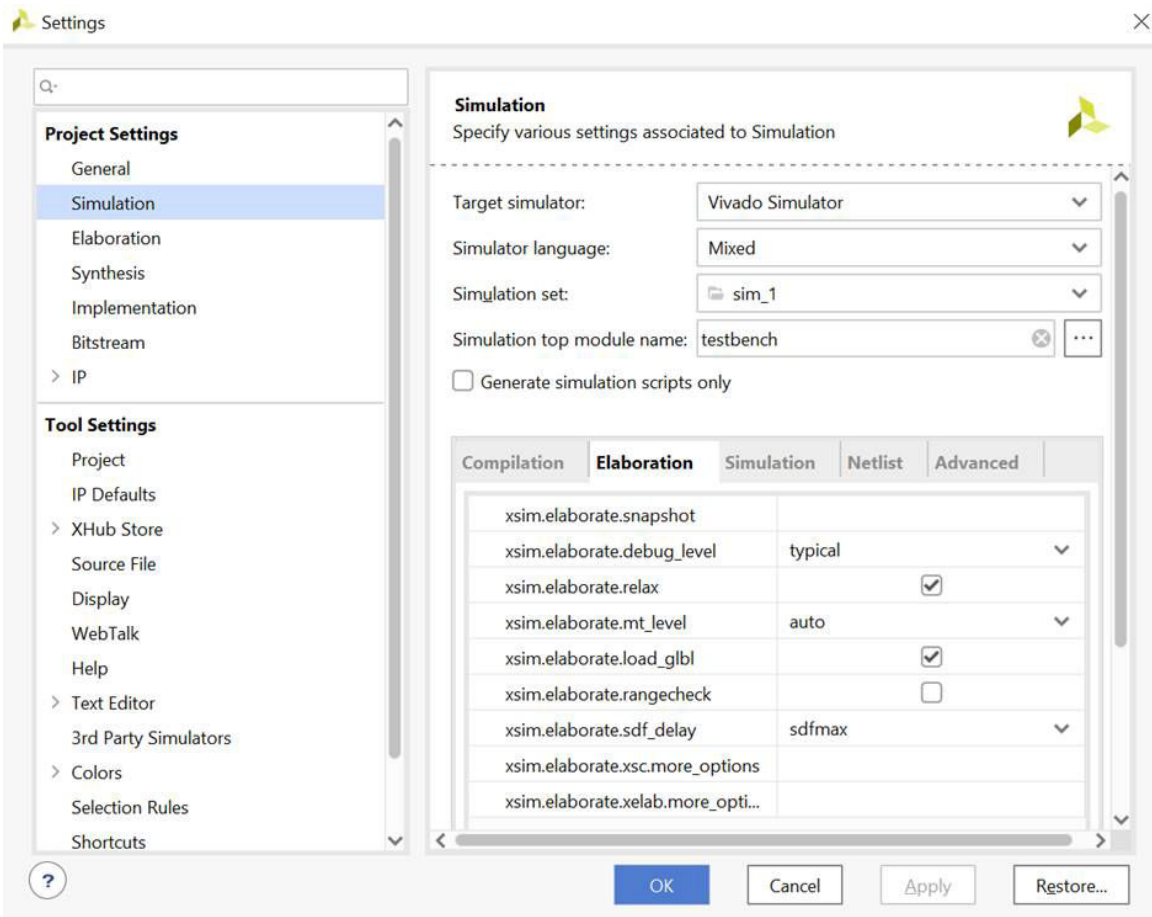 Settings
Project Settings
General
Simulation
Elaboration
Synthesis
Implementation
Bitstream
IP
Tool Settings
Project
IP Defaults
XHub Store
Source File
Display
WebTalk
Help
Text Editor
3rd Party Simulators
Colors
Selection Rules
Shortcuts
Simulation
Specify various settings associated to Simulation
Target simulator: Vivado Simulator
Simulator language: Mixed
Simulation set: sim_1
Simulation top module name: testbench ...
Generate simulation scripts only
Compilation Elaboration Simulation Netlist Advanced
xsim.elaborate.snapshot
xsim.elaborate.debug_level typical
xsim.elaborate.relax
xsim.elaborate.mt_level auto
xsim.elaborate.load_glbl
xsim.elaborate.rangecheck
xsim.elaborate.sdf_delay sdfmax
xsim.elaborate.xsc.more_options
xsim.elaborate.xelab.more_opti...
? OK Cancel Apply Restore...